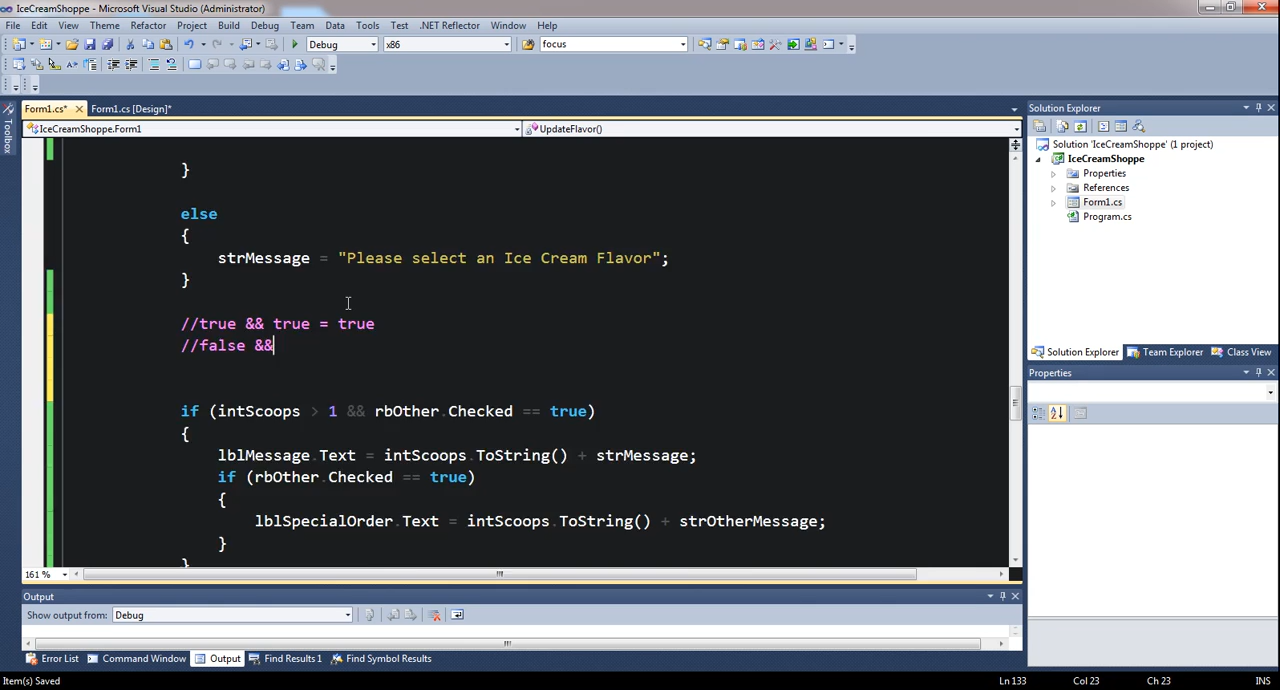 IceCreamShoppe - Microsoft Visual Studio (Administrator)
File Edit View Theme Refactor Project Build Debug Team Data Tools Test .NET Reflector Window Help
Debug x86 focus
Form1.cs* Form1.cs [Design]*
IceCreamShoppe.Form1 UpdateFlavor()
}
else
{
strMessage = "Please select an Ice Cream Flavor";
}
//true && true = true
//false &&
if (intScoops > 1 && rbOther.Checked == true)
{
lblMessage.Text = intScoops.ToString() + strMessage;
if (rbOther.Checked == true)
{
lblSpecialOrder.Text = intScoops.ToString() + strOtherMessage;
}
}
161 %
Output
Show output from: Debug
Error List Command Window Output Find Results 1 Find Symbol Results
Item(s) Saved Ln 133 Col 23 Ch 23 INS
Toolbox
Solution Explorer
Solution 'IceCreamShoppe' (1 project)
IceCreamShoppe
Properties
References
Form1.cs
Program.cs
Solution Explorer Team Explorer Class View
Properties